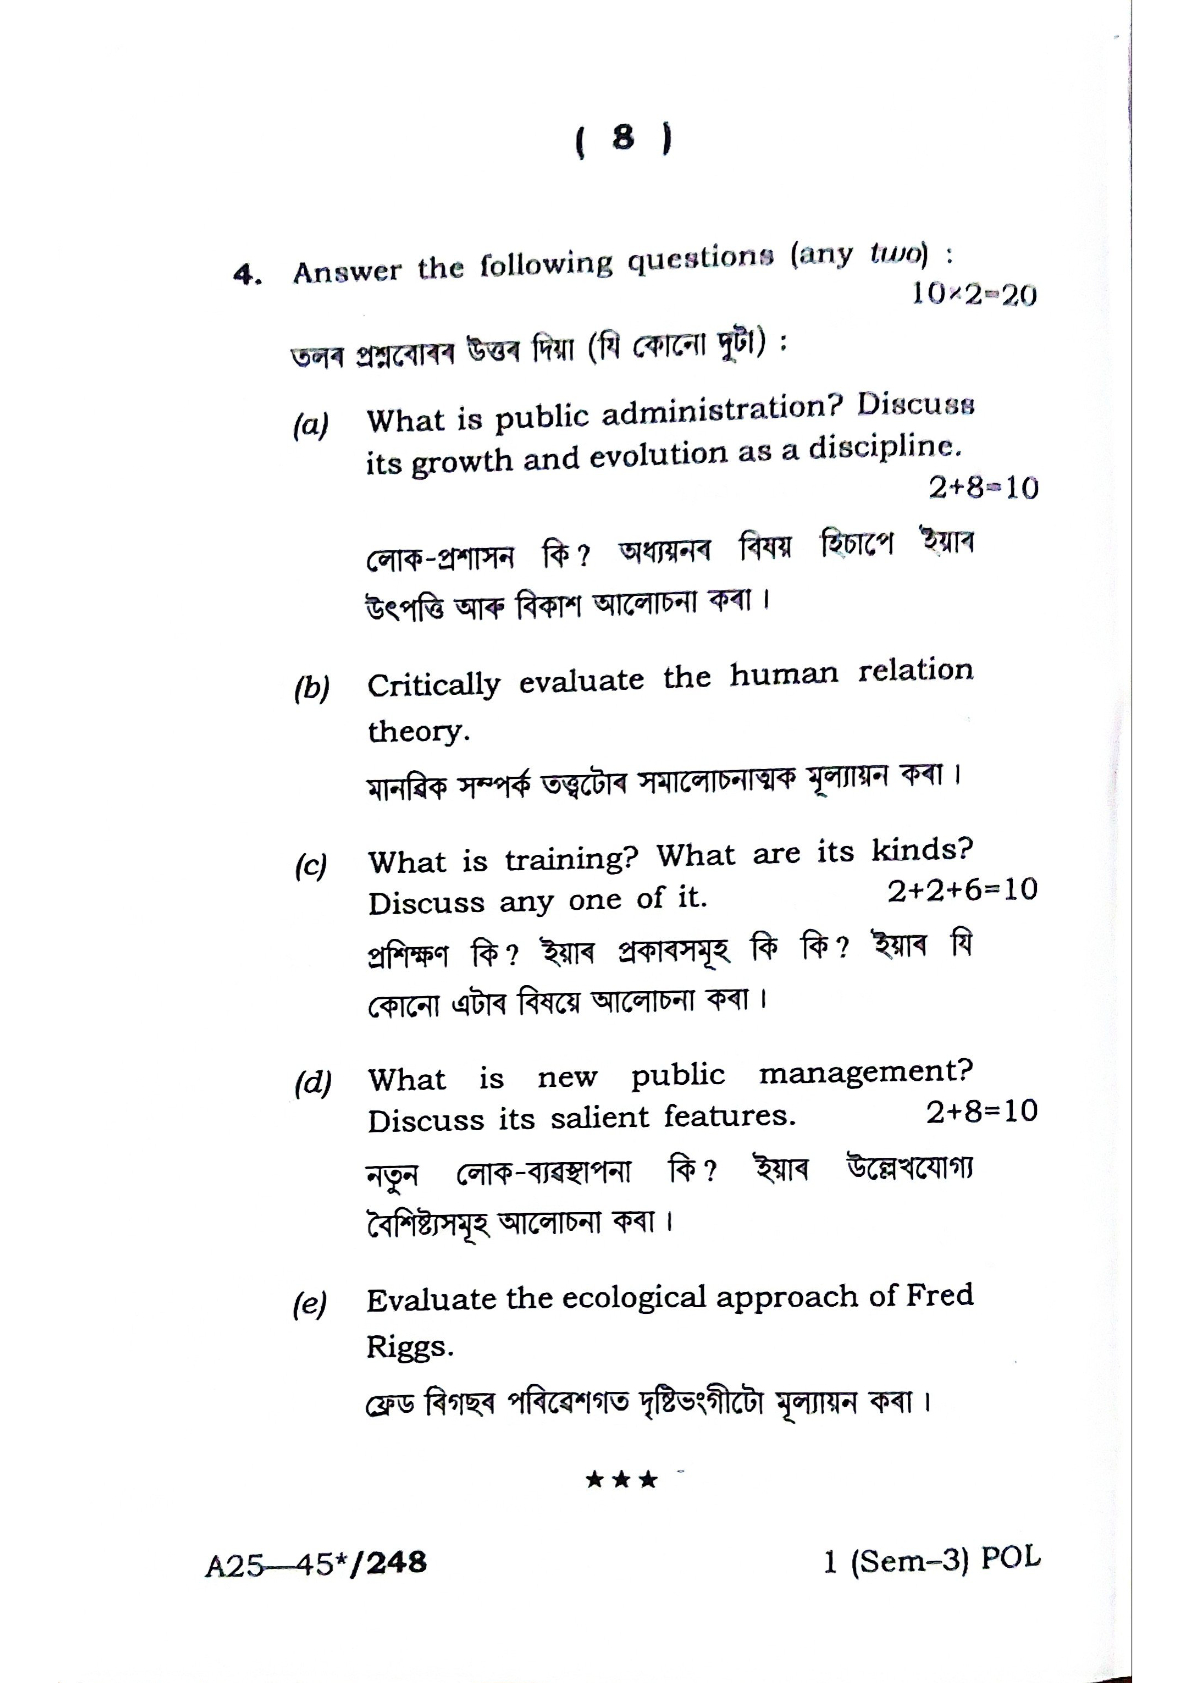 ( 8 )
4. Answer the following questions (any two) :
10×2=20
তলৰ প্ৰশ্নবোৰৰ উত্তৰ দিয়া (যি কোনো দুটা) :
(a) What is public administration? Discuss
its growth and evolution as a discipline.
2+8=10
লোক-প্ৰশাসন কি? অধ্যয়নৰ বিষয় হিচাপে ইয়াৰ
উৎপত্তি আৰু বিকাশ আলোচনা কৰা।
(b) Critically evaluate the human relation
theory.
মানৱিক সম্পৰ্ক তত্ত্বটোৰ সমালোচনাত্মক মূল্যায়ন কৰা।
(c) What is training? What are its kinds?
Discuss any one of it. 2+2+6=10
প্ৰশিক্ষণ কি? ইয়াৰ প্ৰকাৰসমূহ কি কি? ইয়াৰ যি
কোনো এটাৰ বিষয়ে আলোচনা কৰা।
(d) What is new public management?
Discuss its salient features. 2+8=10
নতুন লোক-ব্যৱস্থাপনা কি? ইয়াৰ উল্লেখযোগ্য
বৈশিষ্ট্যসমূহ আলোচনা কৰা।
(e) Evaluate the ecological approach of Fred
Riggs.
ফ্ৰেড ৰিগছৰ পৰিৱেশগত দৃষ্টিভংগীটো মূল্যায়ন কৰা।
★★★
A25—45*/248 1 (Sem–3) POL